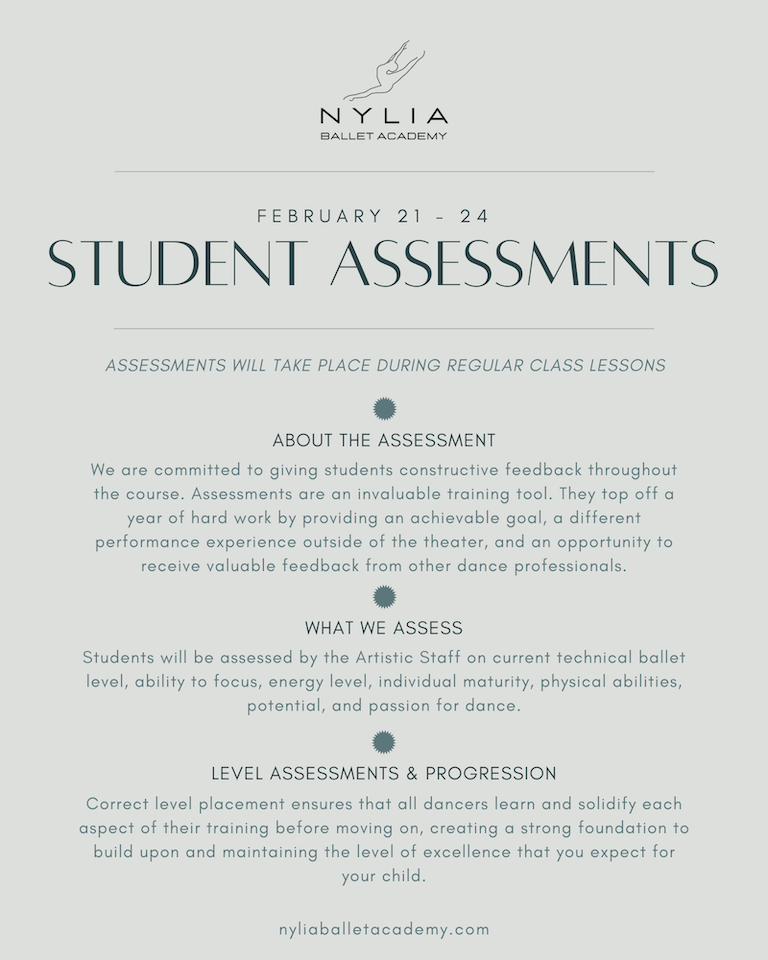 NYLIA
BALLET ACADEMY
FEBRUARY 21 - 24
STUDENT ASSESSMENTS
ASSESSMENTS WILL TAKE PLACE DURING REGULAR CLASS LESSONS
ABOUT THE ASSESSMENT
We are committed to giving students constructive feedback throughout
the course. Assessments are an invaluable training tool. They top off a
year of hard work by providing an achievable goal, a different
performance experience outside of the theater, and an opportunity to
receive valuable feedback from other dance professionals.
WHAT WE ASSESS
Students will be assessed by the Artistic Staff on current technical ballet
level, ability to focus, energy level, individual maturity, physical abilities,
potential, and passion for dance.
LEVEL ASSESSMENTS & PROGRESSION
Correct level placement ensures that all dancers learn and solidify each
aspect of their training before moving on, creating a strong foundation to
build upon and maintaining the level of excellence that you expect for
your child.
nyliaballetacademy.com